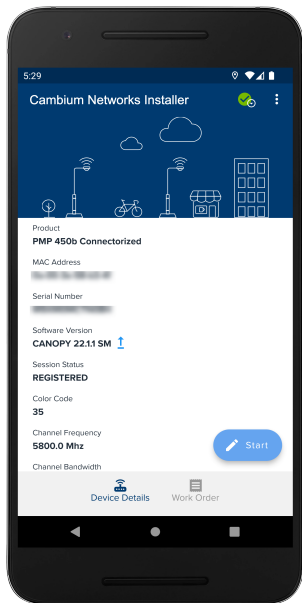 5:29
Cambium Networks Installer
Product
PMP 450b Connectorized
MAC Address
Serial Number
Software Version
CANOPY 22.1.1 SM
Session Status
REGISTERED
Color Code
35
Channel Frequency
5800.0 Mhz
Start
Channel Bandwidth
Device Details
Work Order